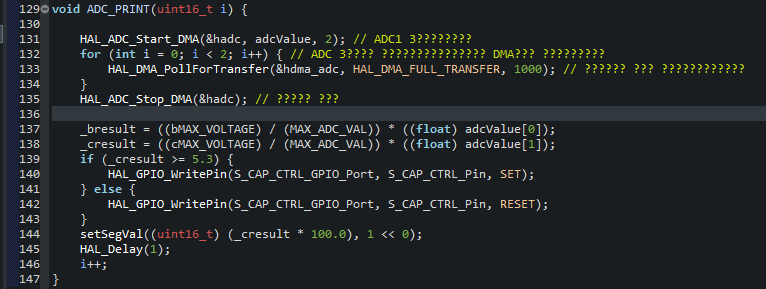 129 void ADC_PRINT(uint16_t i) {
130
131 HAL_ADC_Start_DMA(&hadc, adcValue, 2); // ADC1 3????????
132 for (int i = 0; i < 2; i++) { // ADC 3???? ??????????????? DMA??? ?????????
133 HAL_DMA_PollForTransfer(&hdma_adc, HAL_DMA_FULL_TRANSFER, 1000); // ?????? ??? ????????????
134 }
135 HAL_ADC_Stop_DMA(&hadc); // ????? ???
136
137 _bresult = ((bMAX_VOLTAGE) / (MAX_ADC_VAL)) * ((float) adcValue[0]);
138 _cresult = ((cMAX_VOLTAGE) / (MAX_ADC_VAL)) * ((float) adcValue[1]);
139 if (_cresult >= 5.3) {
140 HAL_GPIO_WritePin(S_CAP_CTRL_GPIO_Port, S_CAP_CTRL_Pin, SET);
141 } else {
142 HAL_GPIO_WritePin(S_CAP_CTRL_GPIO_Port, S_CAP_CTRL_Pin, RESET);
143 }
144 setSegVal((uint16_t) (_cresult * 100.0), 1 << 0);
145 HAL_Delay(1);
146 i++;
147 }